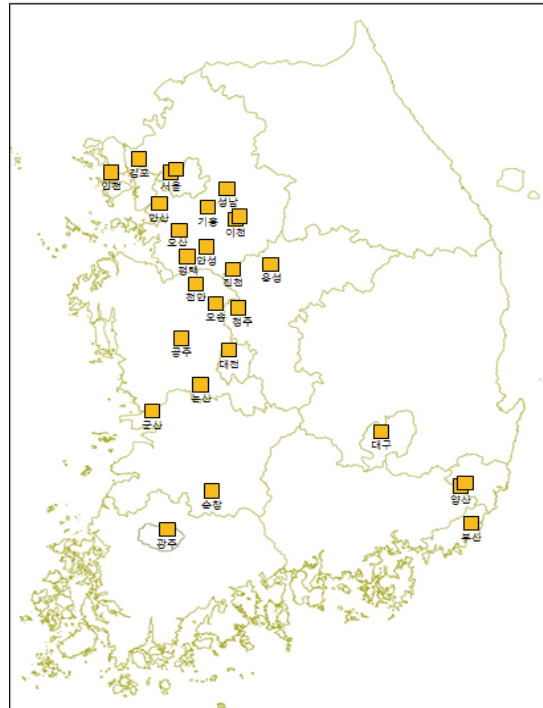 김포
인천
서울
성남
안산
기흥
이천
오산
안성
평택
진천
음성
천안
오송
청주
공주
대전
논산
군산
대구
양산
순창
부산
광주